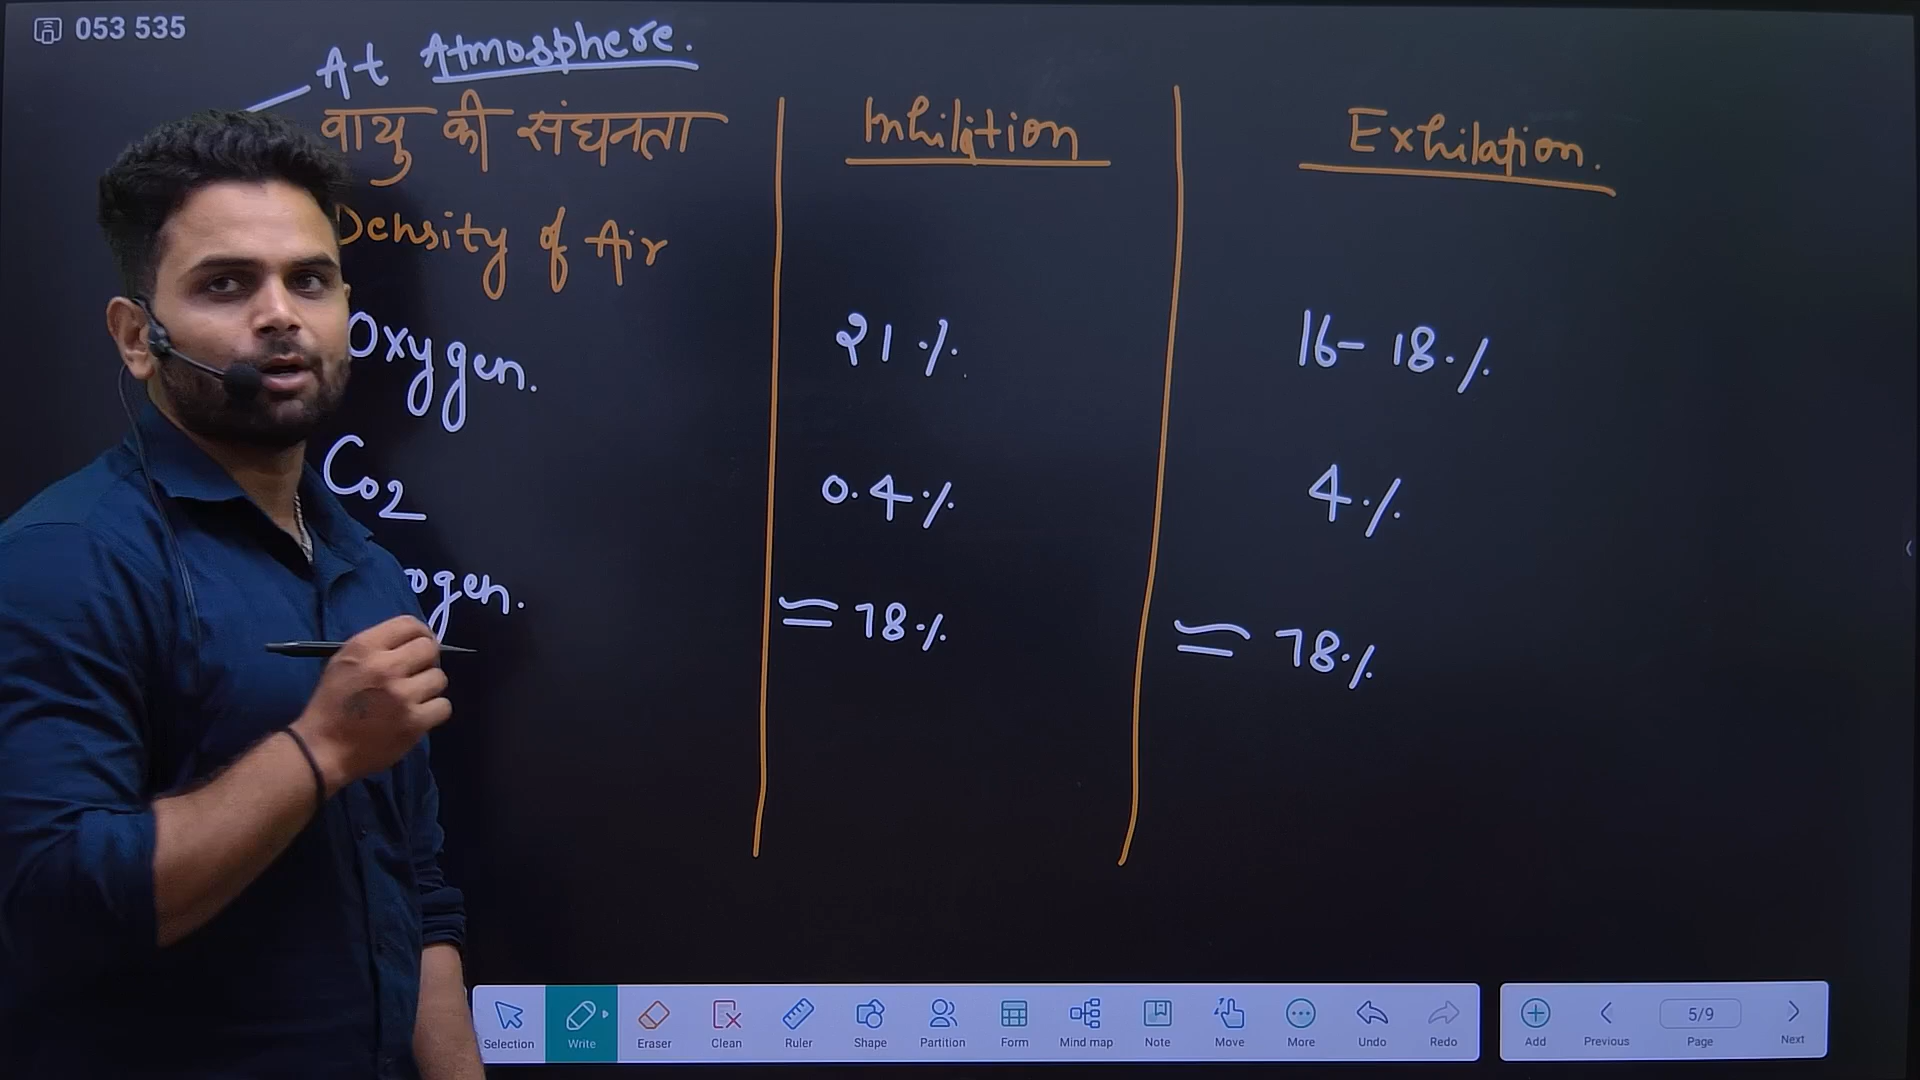 053 535
At Atmosphere.
वायु की संघनता
Inhilition
Exhilation.
Density of Air
Oxygen. 21% 16-18%
CO2 0.4% 4%
ogen. ≃ 78% ≃ 78%
Selection Write Eraser Clean Ruler Shape Partition Form Mind map Note Move More Undo Redo
Add Previous 5/9 Page Next